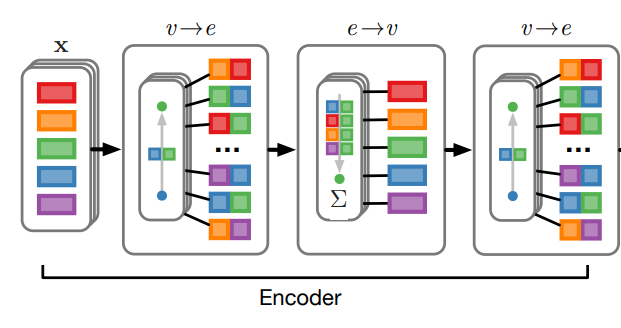 x
v→e
e→v
v→e
...
Σ
...
Encoder